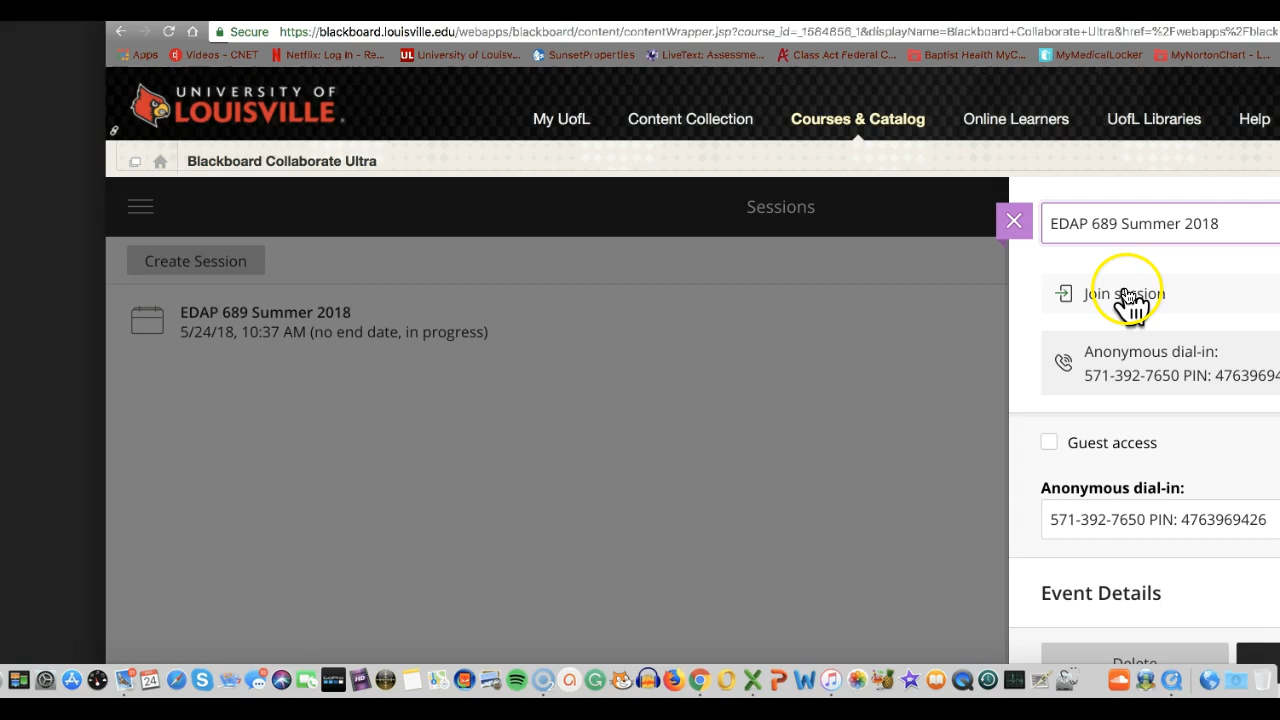 Secure https://blackboard.louisville.edu/webapps/blackboard/content/contentWrapper.jsp?course_id=_1584856_1&displayName=Blackboard+Collaborate+Ultra&href=%2Fwebapps%2Fblack
Apps Videos - CNET Netflix: Log in - Re... University of Louisv... SunsetProperties LiveText: Assessme... Class Act Federal C... Baptist Health MyC... MyMedicalLocker MyNortonChart - L...
UNIVERSITY OF
LOUISVILLE.
My UofL Content Collection Courses & Catalog Online Learners UofL Libraries Help
Blackboard Collaborate Ultra
Sessions
EDAP 689 Summer 2018
Create Session
Join session
EDAP 689 Summer 2018
5/24/18, 10:37 AM (no end date, in progress)
Anonymous dial-in:
571-392-7650 PIN: 47639694
Guest access
Anonymous dial-in:
571-392-7650 PIN: 4763969426
Event Details
Delete